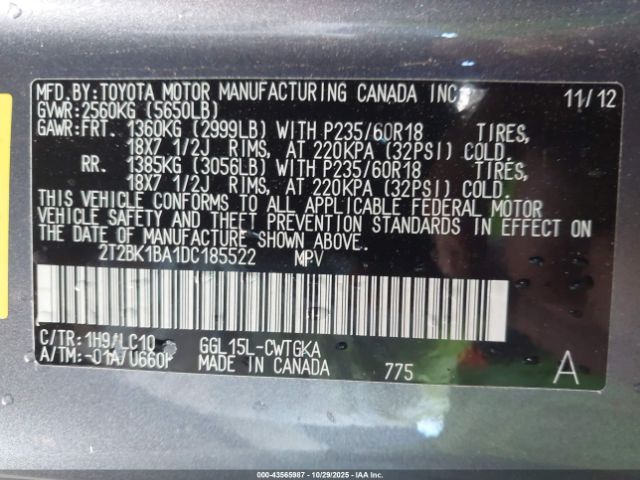 MFD.BY:TOYOTA MOTOR MANUFACTURING CANADA INC. 11/12
GVWR:2560KG (5650LB)
GAWR:FRT. 1360KG (2999LB) WITH P235/60R18 TIRES,
18X7 1/2J RIMS, AT 220KPA (32PSI) COLD.
RR. 1385KG (3056LB) WITH P235/60R18 TIRES,
18X7 1/2J RIMS, AT 220KPA (32PSI) COLD.
THIS VEHICLE CONFORMS TO ALL APPLICABLE FEDERAL MOTOR
VEHICLE SAFETY AND THEFT PREVENTION STANDARDS IN EFFECT ON
THE DATE OF MANUFACTURE SHOWN ABOVE.
2T2BK1BA1DC185522 MPV
C/TR:1H9/LC10 GGL15L-CWTGKA
A/TM:-01A/U660F MADE IN CANADA 775 A
000-43565987 10/29/2025 IAA Inc.